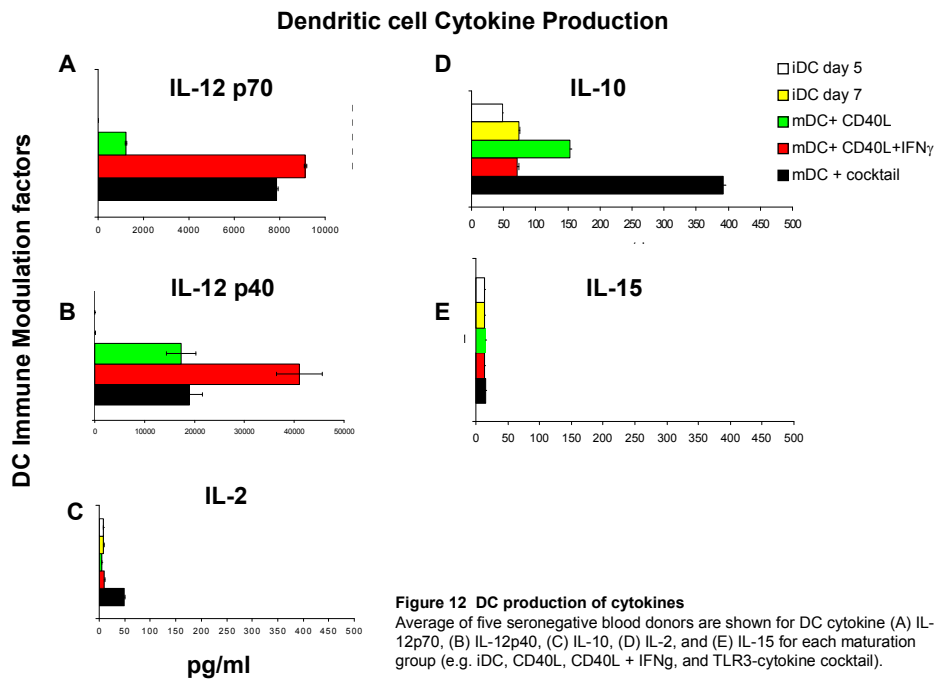 Dendritic cell Cytokine Production
DC Immune Modulation factors
A
IL-12 p70
0 2000 4000 6000 8000 10000
D
IL-10
0 50 100 150 200 250 300 350 400 450 500
iDC day 5
iDC day 7
mDC+ CD40L
mDC+ CD40L+IFNγ
mDC + cocktail
B
IL-12 p40
0 10000 20000 30000 40000 50000
E
IL-15
0 50 100 150 200 250 300 350 400 450 500
C
IL-2
0 50 100 150 200 250 300 350 400 450 500
pg/ml
Figure 12 DC production of cytokines
Average of five seronegative blood donors are shown for DC cytokine (A) IL-
12p70, (B) IL-12p40, (C) IL-10, (D) IL-2, and (E) IL-15 for each maturation
group (e.g. iDC, CD40L, CD40L + IFNg, and TLR3-cytokine cocktail).